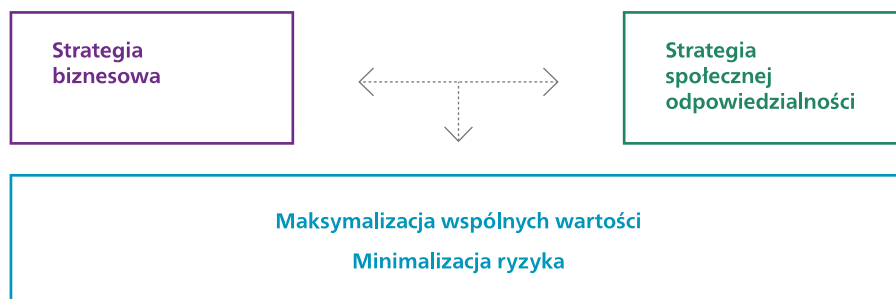 Strategia
biznesowa
Strategia
społecznej
odpowiedzialności
Maksymalizacja wspólnych wartości
Minimalizacja ryzyka